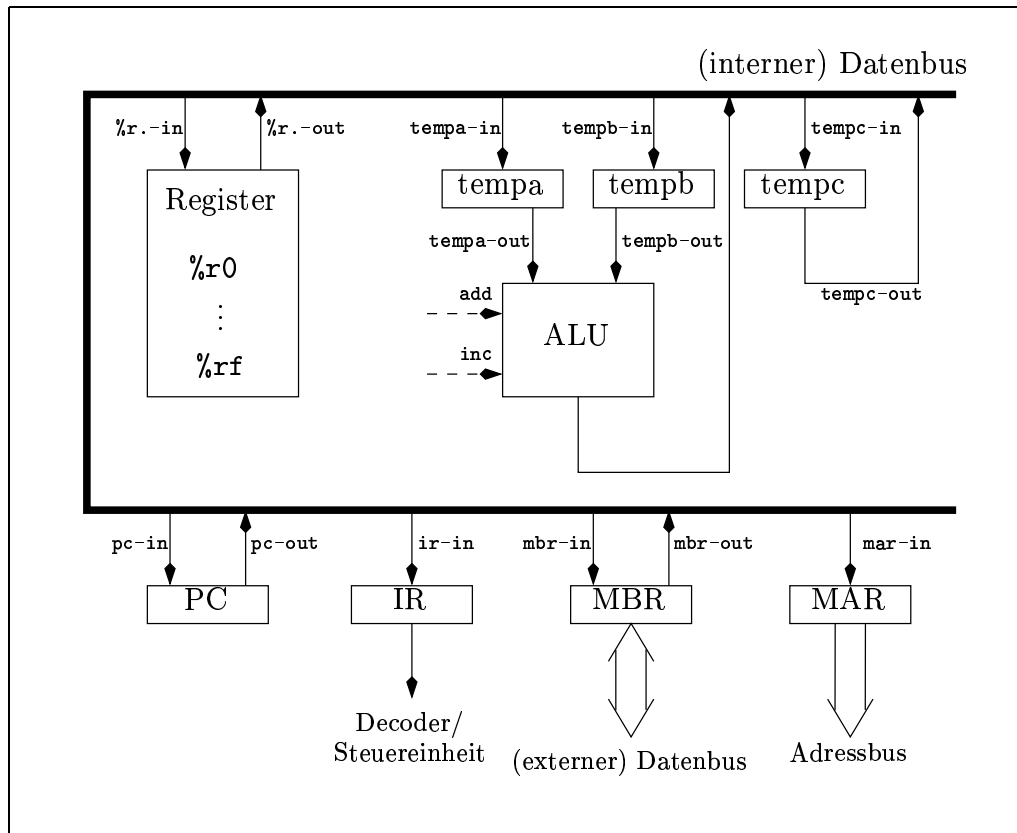 (interner) Datenbus
%r.-in
%r.-out
tempa-in
tempb-in
tempc-in
Register
tempa
tempb
tempc
tempa-out
tempb-out
%r0
⋮
%rf
add
inc
ALU
tempc-out
pc-in
pc-out
ir-in
mbr-in
mbr-out
mar-in
PC
IR
MBR
MAR
Decoder/
Steuereinheit
(externer) Datenbus
Adressbus